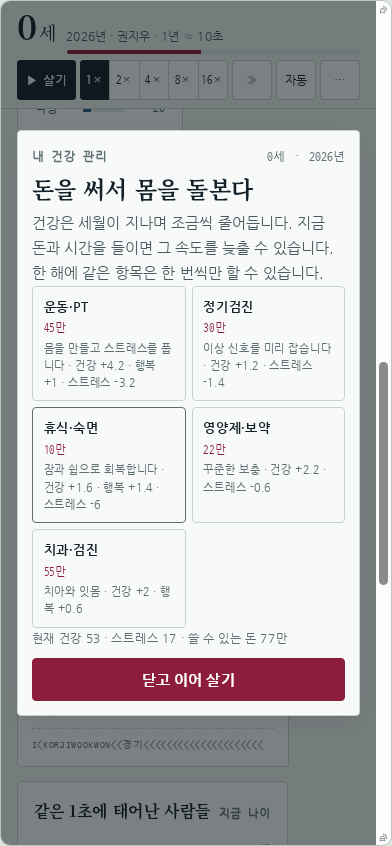 0세 2026년 · 권지우 · 1년 ≈ 10초
▶ 살기 1× 2× 4× 8× 16× ≫ 자동 ···
내 건강 관리 0세 · 2026년
돈을 써서 몸을 돌본다
건강은 세월이 지나며 조금씩 줄어듭니다. 지금
돈과 시간을 들이면 그 속도를 늦출 수 있습니다.
한 해에 같은 항목은 한 번씩만 할 수 있습니다.
운동·PT
45만
몸을 만들고 스트레스를 풉
니다 · 건강 +4.2 · 행복
+1 · 스트레스 -3.2
정기검진
30만
이상 신호를 미리 잡습니다
· 건강 +1.2 · 스트레스
-1.4
휴식·숙면
10만
잠과 쉼으로 회복합니다 ·
건강 +1.6 · 행복 +1.4 ·
스트레스 -6
영양제·보약
22만
꾸준한 보충 · 건강 +2.2 ·
스트레스 -0.6
치과·검진
55만
치아와 잇몸 · 건강 +2 · 행
복 +0.6
현재 건강 53 · 스트레스 17 · 쓸 수 있는 돈 77만
닫고 이어 살기
I<KORJIWOOKWON<<경기<<<<<<<<<<<<<<<<<<<<<<
같은 1초에 태어난 사람들 지금 나이